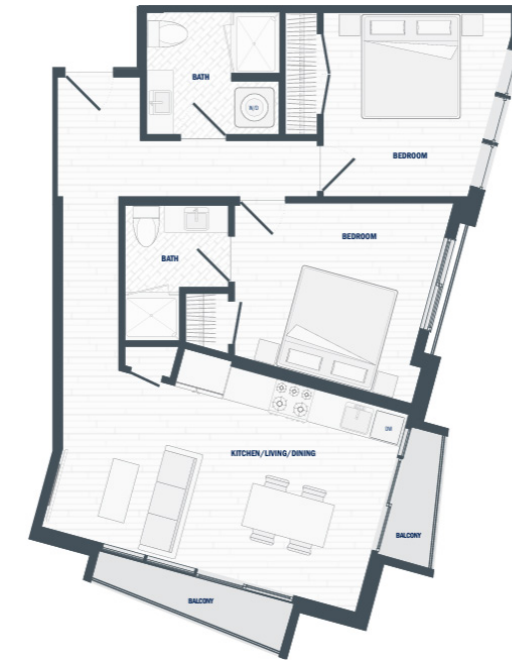 BATH
W/D
BEDROOM
BEDROOM
BATH
DW
KITCHEN/LIVING/DINING
BALCONY
BALCONY